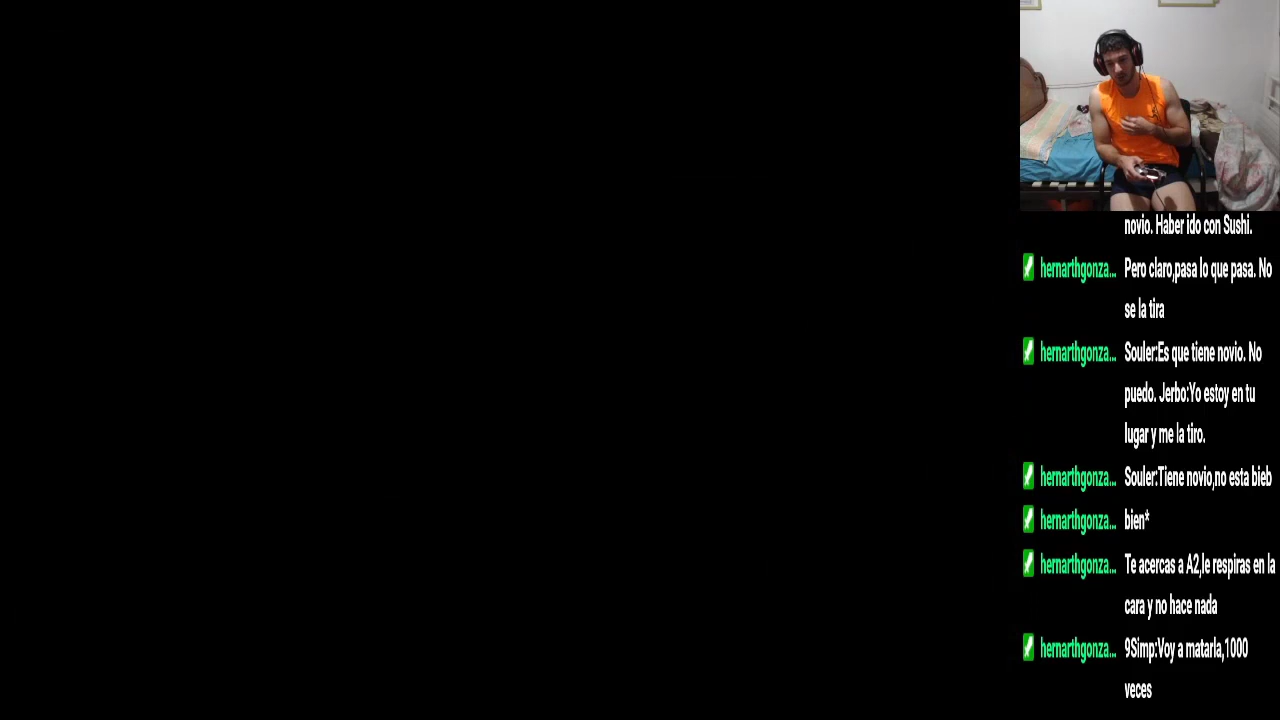 novio. Haber ido con Sushi.
hernarthgonza... Pero claro,pasa lo que pasa. No
se la tira
hernarthgonza... Souler:Es que tiene novio. No
puedo. Jerbo:Yo estoy en tu
lugar y me la tiro.
hernarthgonza... Souler:Tiene novio,no esta bieb
hernarthgonza... bien*
hernarthgonza... Te acercas a A2,le respiras en la
cara y no hace nada
hernarthgonza... 9Simp:Voy a matarla,1000
veces